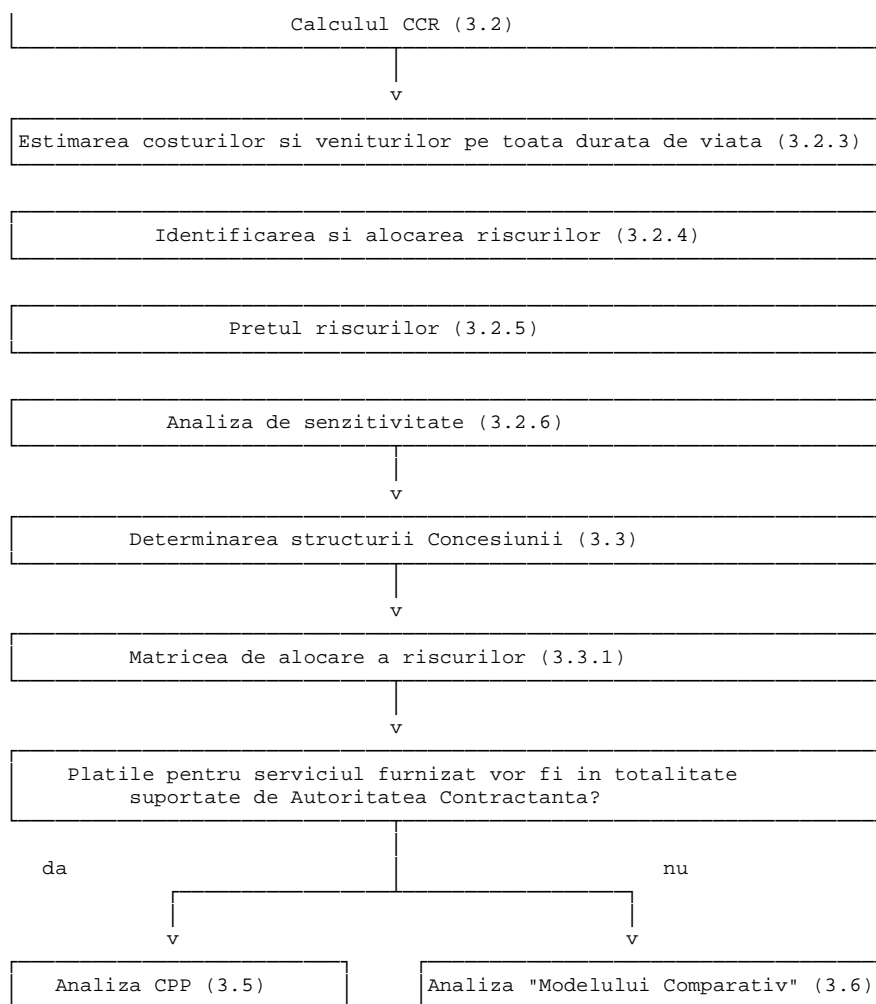 Calculul CCR (3.2)
v
Estimarea costurilor si veniturilor pe toata durata de viata (3.2.3)
Identificarea si alocarea riscurilor (3.2.4)
Pretul riscurilor (3.2.5)
Analiza de senzitivitate (3.2.6)
v
Determinarea structurii Concesiunii (3.3)
v
Matricea de alocare a riscurilor (3.3.1)
v
Platile pentru serviciul furnizat vor fi in totalitate
suportate de Autoritatea Contractanta?
da nu
v v
Analiza CPP (3.5) Analiza "Modelului Comparativ" (3.6)